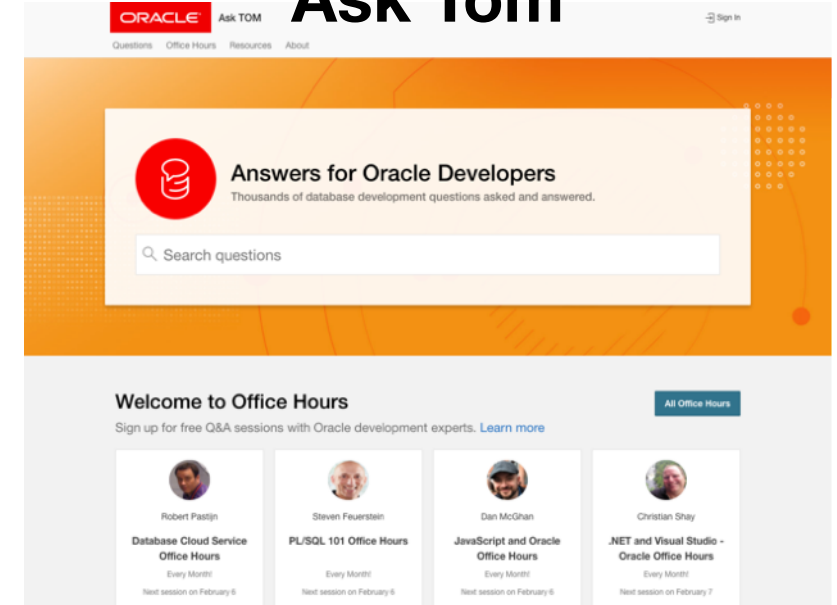 Ask Tom
ORACLE Ask TOM
Sign In
Questions Office Hours Resources About
Answers for Oracle Developers
Thousands of database development questions asked and answered.
Search questions
Welcome to Office Hours
All Office Hours
Sign up for free Q&A sessions with Oracle development experts. Learn more
Robert Pastijn
Database Cloud Service
Office Hours
Every Month!
Next session on February 6
Steven Feuerstein
PL/SQL 101 Office Hours
Every Month!
Next session on February 6
Dan McGhan
JavaScript and Oracle
Office Hours
Every Month!
Next session on February 6
Christian Shay
.NET and Visual Studio -
Oracle Office Hours
Every Month!
Next session on February 7